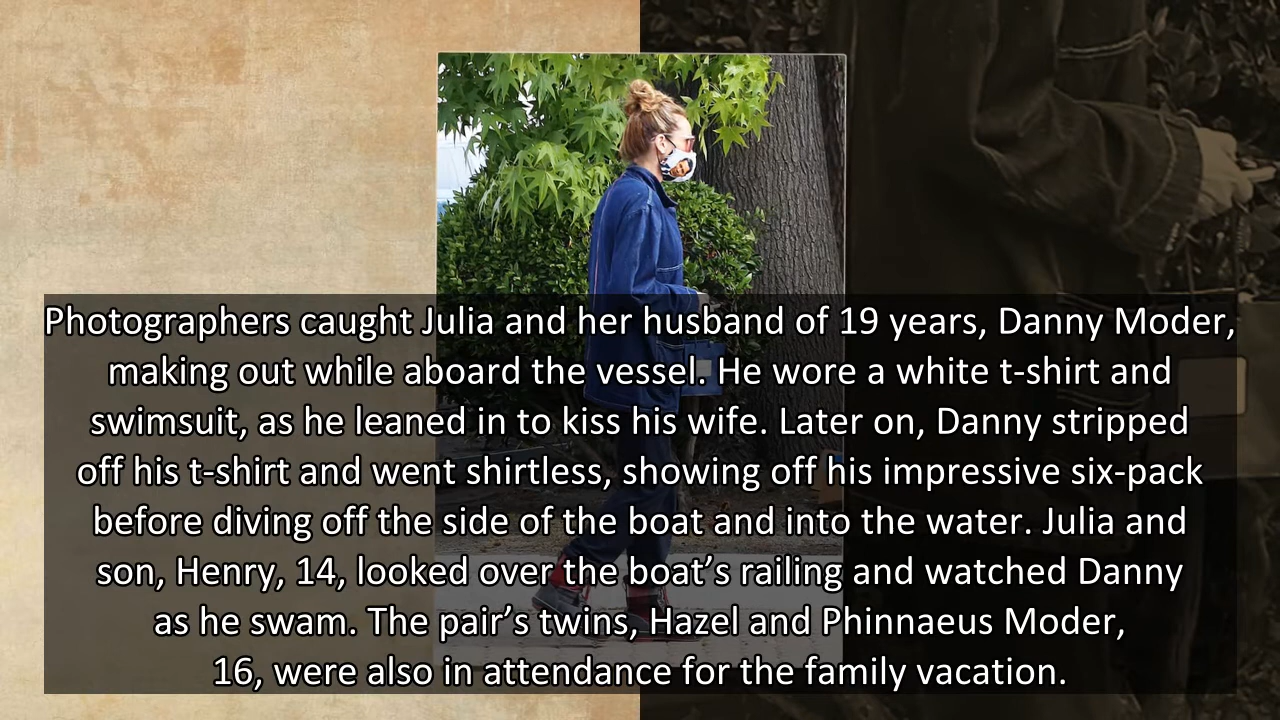 Photographers caught Julia and her husband of 19 years, Danny Moder,
making out while aboard the vessel. He wore a white t-shirt and
swimsuit, as he leaned in to kiss his wife. Later on, Danny stripped
off his t-shirt and went shirtless, showing off his impressive six-pack
before diving off the side of the boat and into the water. Julia and
son, Henry, 14, looked over the boat’s railing and watched Danny
as he swam. The pair’s twins, Hazel and Phinnaeus Moder,
16, were also in attendance for the family vacation.